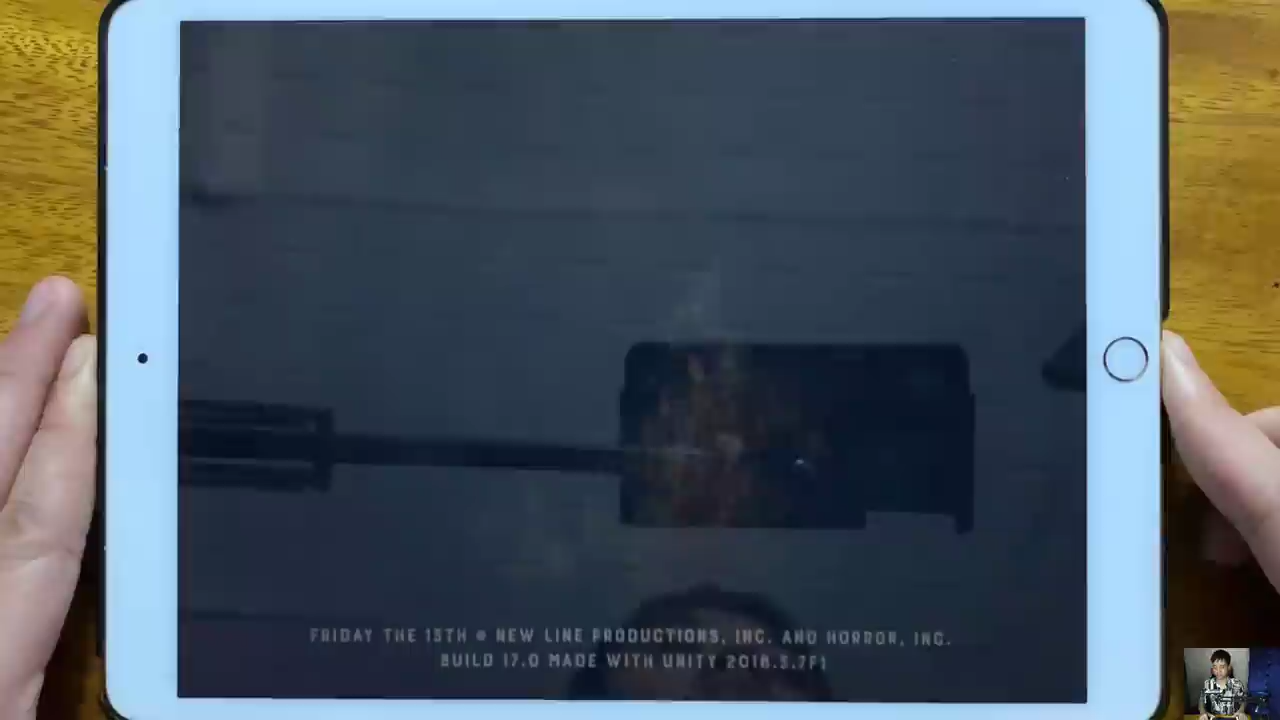 FRIDAY THE 13TH © NEW LINE PRODUCTIONS, INC. AND HORROR, INC.
BUILD 17.0 MADE WITH UNITY 2018.3.7F1